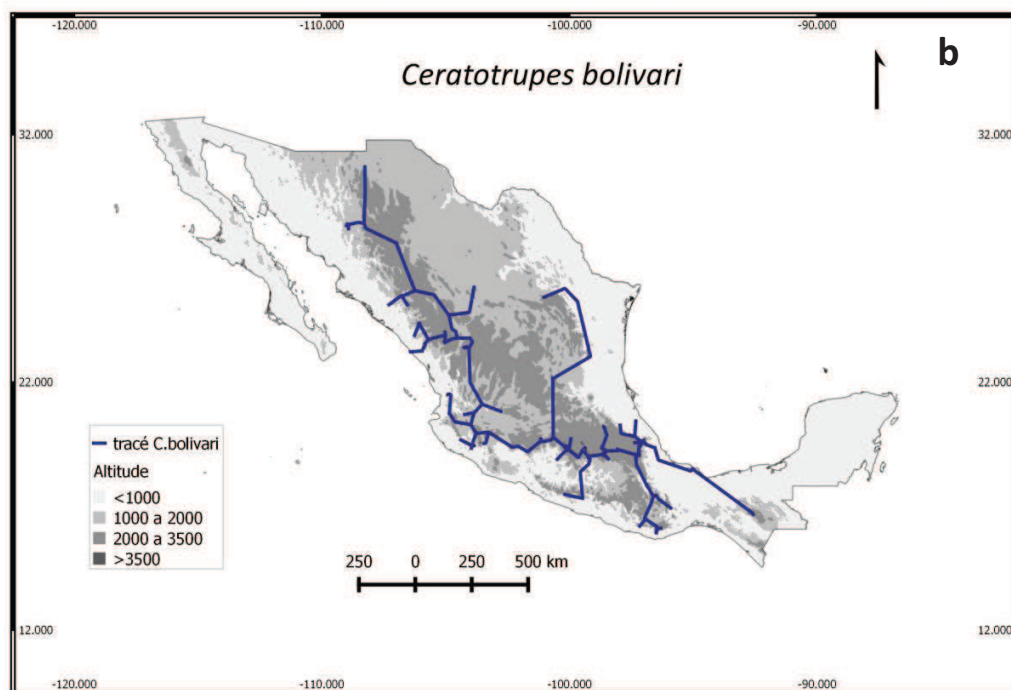 -120.000 -110.000 -100.000 -90.000
b
Ceratotrupes bolivari
32.000 32.000
22.000 22.000
tracé C.bolivari
Altitude
<1000
1000 a 2000
2000 a 3500
>3500
250 0 250 500 km
12.000 12.000
-120.000 -110.000 -100.000 -90.000